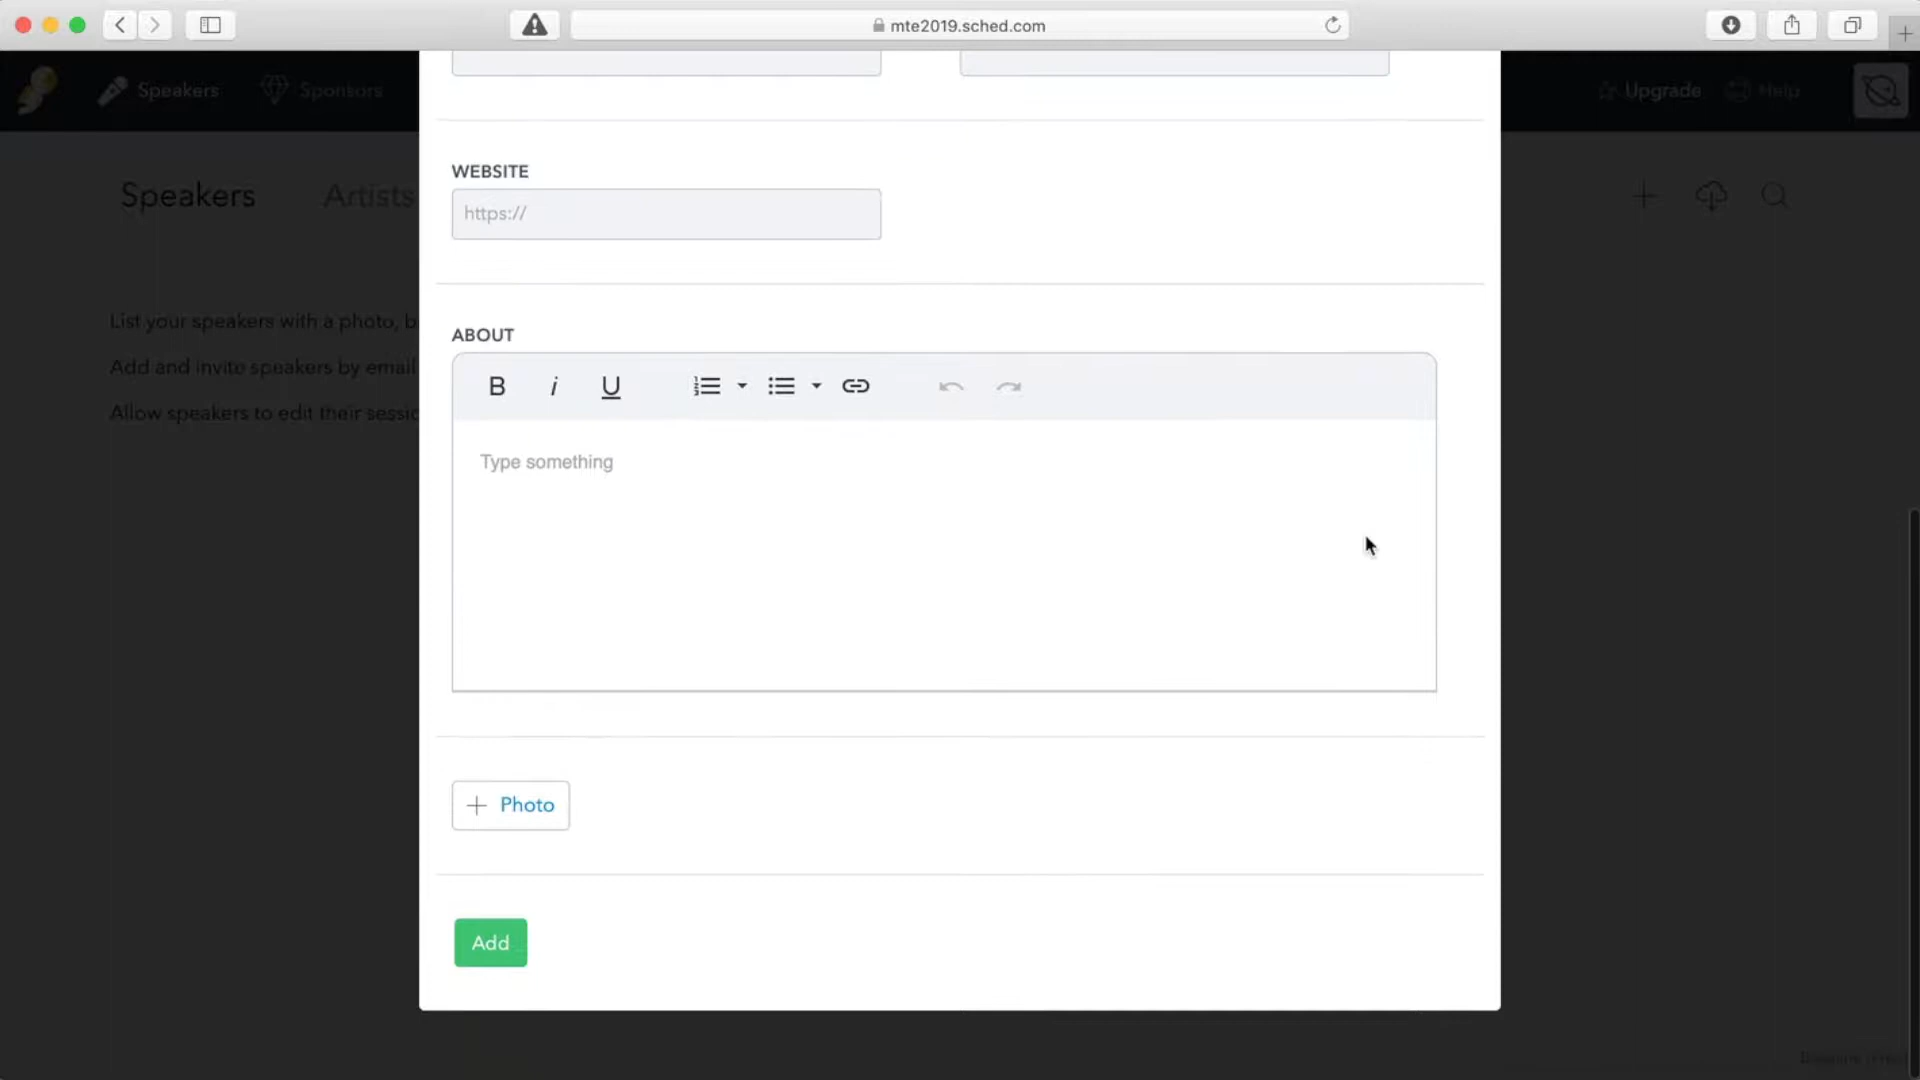 mte2019.sched.com
Speakers
Sponsors
Upgrade
Help
Speakers
Artists
WEBSITE
https://
List your speakers with a photo, b
Add and invite speakers by email
Allow speakers to edit their sessio
ABOUT
B i U
Type something
+ Photo
Add